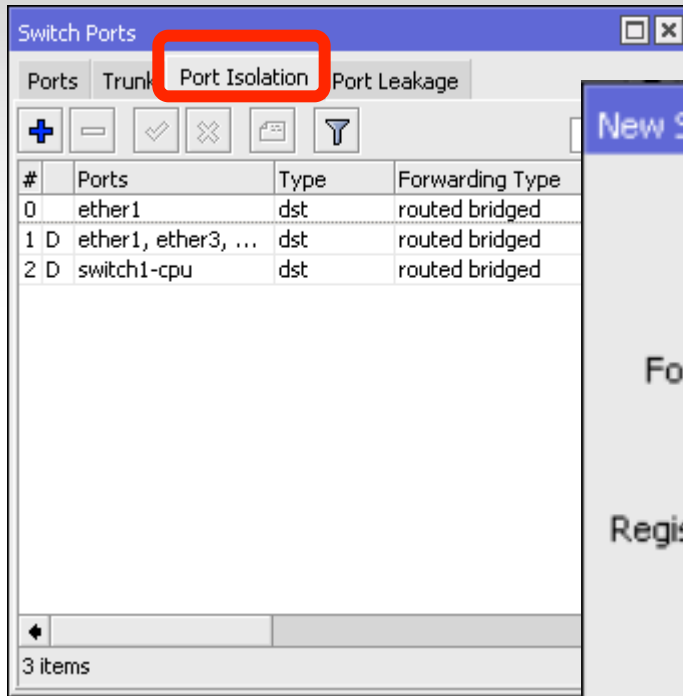 Switch Ports
Ports Trunk Port Isolation Port Leakage
# Ports Type Forwarding Type
0 ether1 dst routed bridged
1 D ether1, ether3, ... dst routed bridged
2 D switch1-cpu dst routed bridged
3 items
New S
Fo
Regis